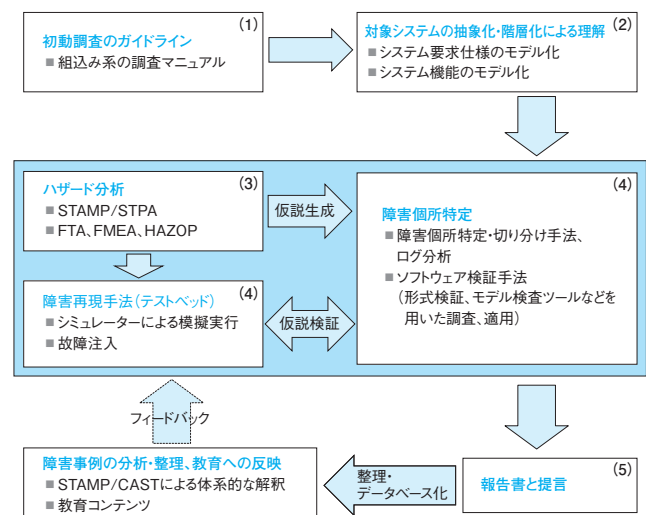 (1)
初動調査のガイドライン
■ 組込み系の調査マニュアル
(2)
対象システムの抽象化・階層化による理解
■ システム要求仕様のモデル化
■ システム機能のモデル化
(3)
ハザード分析
■ STAMP/STPA
■ FTA、FMEA、HAZOP
仮説生成
(4)
障害個所特定
■ 障害個所特定・切り分け手法、
ログ分析
■ ソフトウェア検証手法
（形式検証、モデル検査ツールなどを
用いた調査、適用）
(4)
障害再現手法（テストベッド）
■ シミュレーターによる模擬実行
■ 故障注入
仮説検証
フィードバック
障害事例の分析・整理、教育への反映
■ STAMP/CASTによる体系的な解釈
■ 教育コンテンツ
整理・
データベース化
(5)
報告書と提言